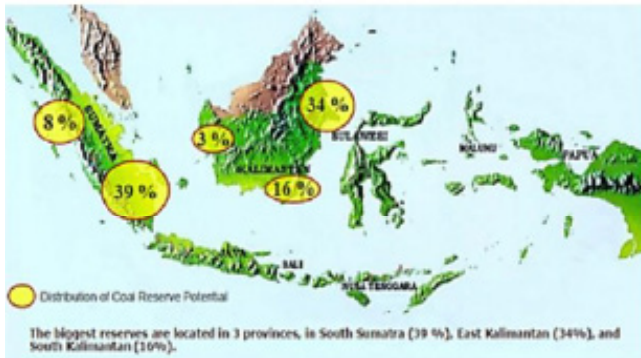 8 %
SUMATRA
39 %
3 %
34 %
SULAWESI
KALIMANTAN
16 %
MALUKU
PAPUA
BALI
NUSA TENGGARA
Distribution of Coal Reserve Potential
The biggest reserves are located in 3 provinces, in South Sumatra (39 %), East Kalimantan (34%), and
South Kalimantan (16%).